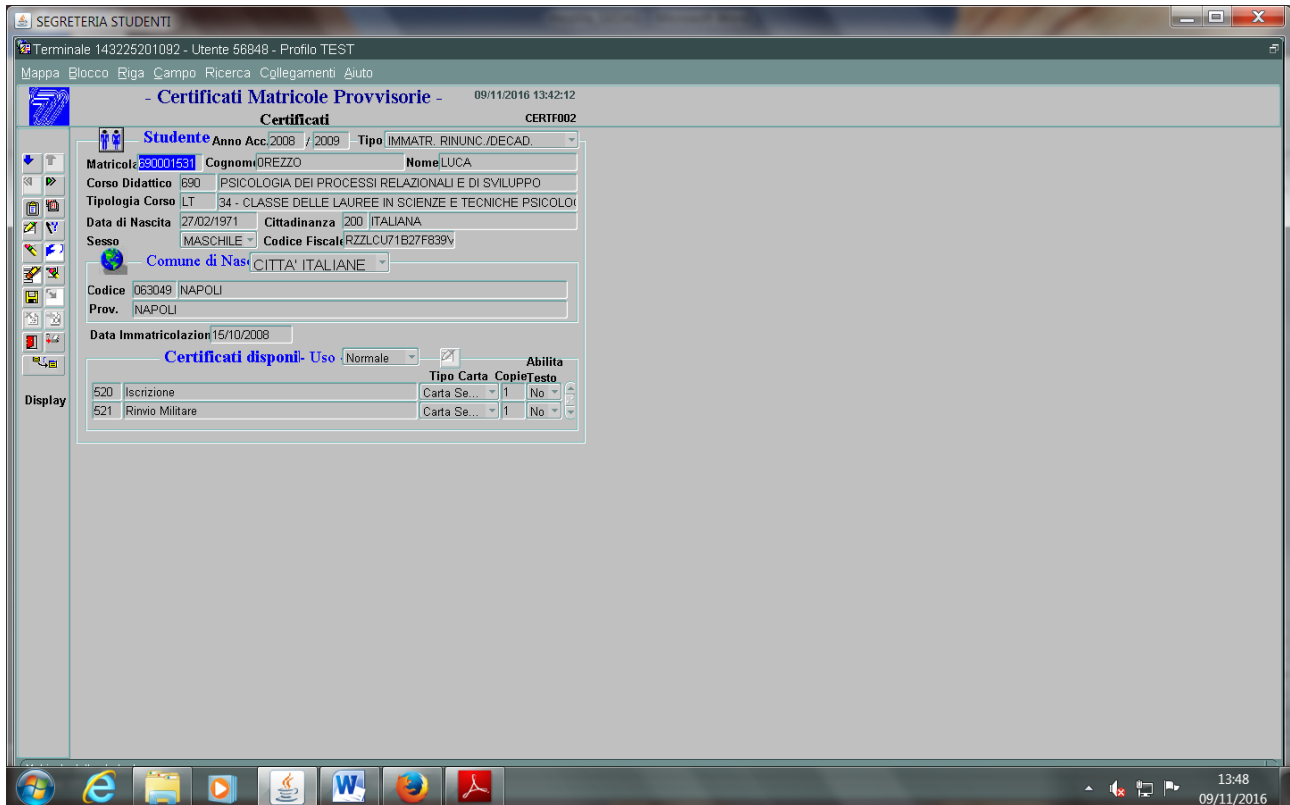 SEGRETERIA STUDENTI
Terminale 143225201092 - Utente 56848 - Profilo TEST
Mappa Blocco Riga Campo Ricerca Collegamenti Aiuto
- Certificati Matricole Provvisorie - 09/11/2016 13:42:12
Certificati CERTF002
Studente Anno Acc. 2008 / 2009 Tipo IMMATR. RINUNC./DECAD.
Matricola 690001531 Cognome OREZZO Nome LUCA
Corso Didattico 690 PSICOLOGIA DEI PROCESSI RELAZIONALI E DI SVILUPPO
Tipologia Corso LT 34 - CLASSE DELLE LAUREE IN SCIENZE E TECNICHE PSICOLO
Data di Nascita 27/02/1971 Cittadinanza 200 ITALIANA
Sesso MASCHILE Codice Fiscale RZZLCU71B27F839V
Comune di Nas CITTA' ITALIANE
Codice 063049 NAPOLI
Prov. NAPOLI
Data Immatricolazion 15/10/2008
Certificati disponi - Uso - Normale
Abilita
Tipo Carta Copie Testo
520 Iscrizione Carta Se... 1 No
521 Rinvio Militare Carta Se... 1 No
Display
13:48
09/11/2016